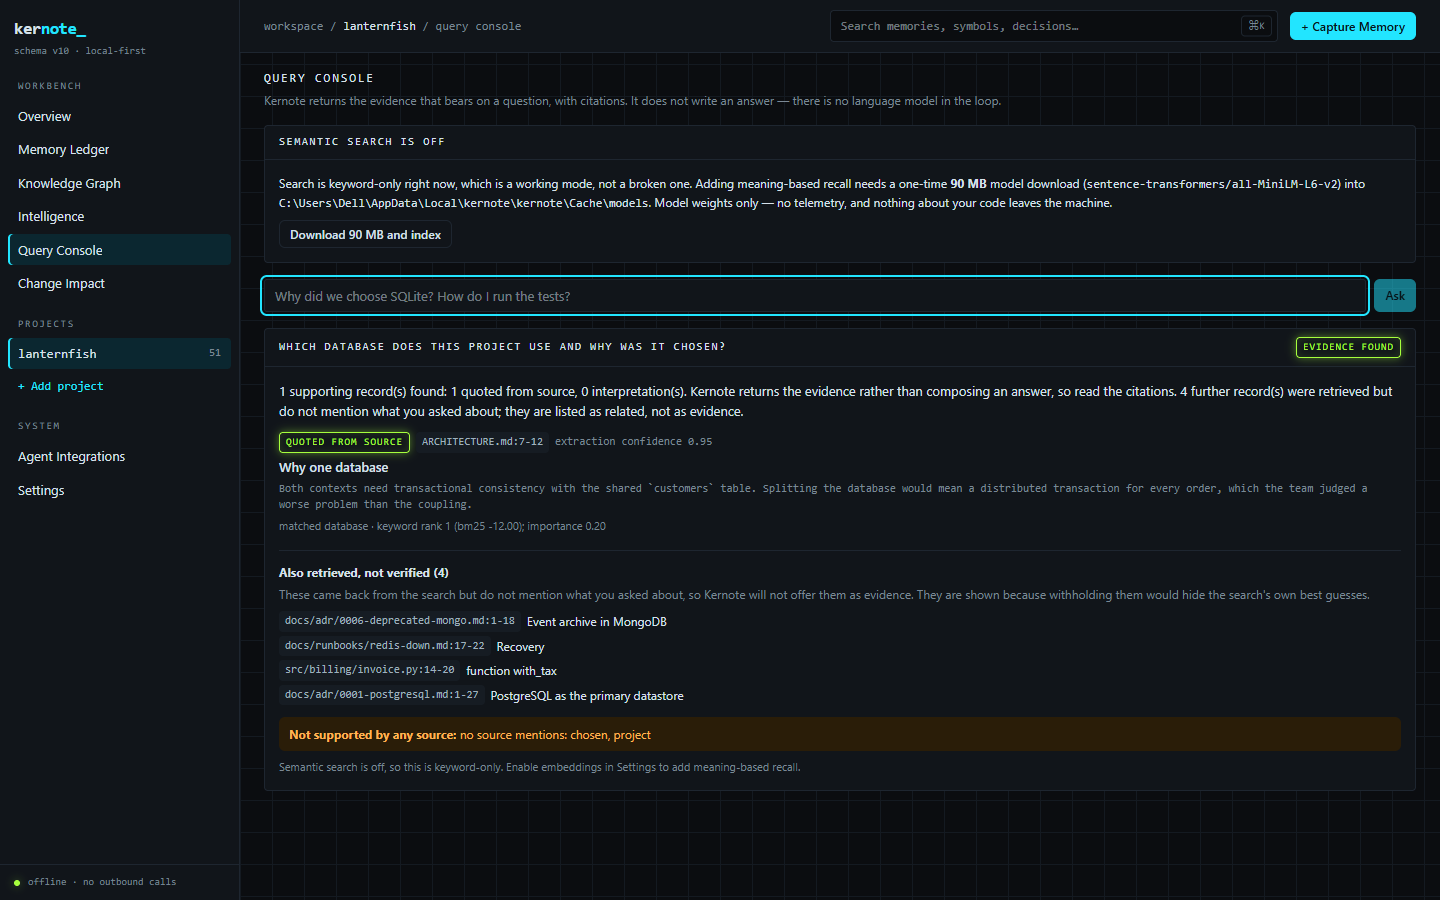 kernote_
schema v10 · local-first
WORKBENCH
Overview
Memory Ledger
Knowledge Graph
Intelligence
Query Console
Change Impact
PROJECTS
lanternfish 51
+ Add project
SYSTEM
Agent Integrations
Settings
offline · no outbound calls
workspace / lanternfish / query console
Search memories, symbols, decisions… ⌘K
+ Capture Memory
QUERY CONSOLE
Kernote returns the evidence that bears on a question, with citations. It does not write an answer — there is no language model in the loop.
SEMANTIC SEARCH IS OFF
Search is keyword-only right now, which is a working mode, not a broken one. Adding meaning-based recall needs a one-time 90 MB model download (sentence-transformers/all-MiniLM-L6-v2) into
C:\Users\Dell\AppData\Local\kernote\kernote\Cache\models. Model weights only — no telemetry, and nothing about your code leaves the machine.
Download 90 MB and index
Why did we choose SQLite? How do I run the tests?
Ask
WHICH DATABASE DOES THIS PROJECT USE AND WHY WAS IT CHOSEN?
EVIDENCE FOUND
1 supporting record(s) found: 1 quoted from source, 0 interpretation(s). Kernote returns the evidence rather than composing an answer, so read the citations. 4 further record(s) were retrieved but
do not mention what you asked about; they are listed as related, not as evidence.
QUOTED FROM SOURCE ARCHITECTURE.md:7-12 extraction confidence 0.95
Why one database
Both contexts need transactional consistency with the shared `customers` table. Splitting the database would mean a distributed transaction for every order, which the team judged a
worse problem than the coupling.
matched database · keyword rank 1 (bm25 -12.00); importance 0.20
Also retrieved, not verified (4)
These came back from the search but do not mention what you asked about, so Kernote will not offer them as evidence. They are shown because withholding them would hide the search's own best guesses.
docs/adr/0006-deprecated-mongo.md:1-18 Event archive in MongoDB
docs/runbooks/redis-down.md:17-22 Recovery
src/billing/invoice.py:14-20 function with_tax
docs/adr/0001-postgresql.md:1-27 PostgreSQL as the primary datastore
Not supported by any source: no source mentions: chosen, project
Semantic search is off, so this is keyword-only. Enable embeddings in Settings to add meaning-based recall.